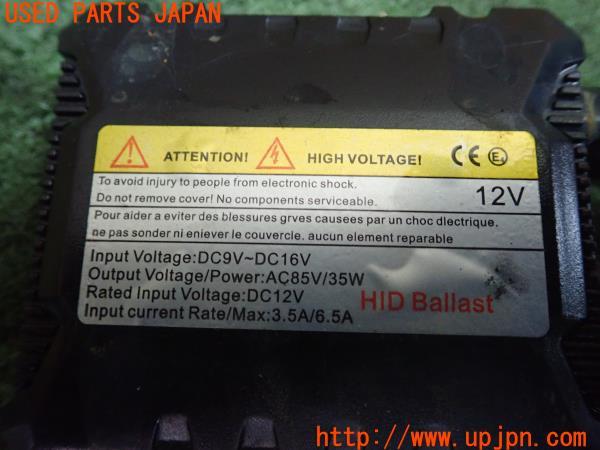 USED PARTS JAPAN
ATTENTION! HIGH VOLTAGE! CE E
To avoid injury to people from electronic shock.
Do not remove cover! No components serviceable.
12V
Pour aider a eviter des blessures grves causees par un choc dlectrique.
ne pas sonder ni eniever le couvercle. aucun element reparable
Input Voltage:DC9V~DC16V
Output Voltage/Power:AC85V/35W
Rated Input Voltage:DC12V
Input current Rate/Max:3.5A/6.5A
HID Ballast
http://www.upjpn.com/